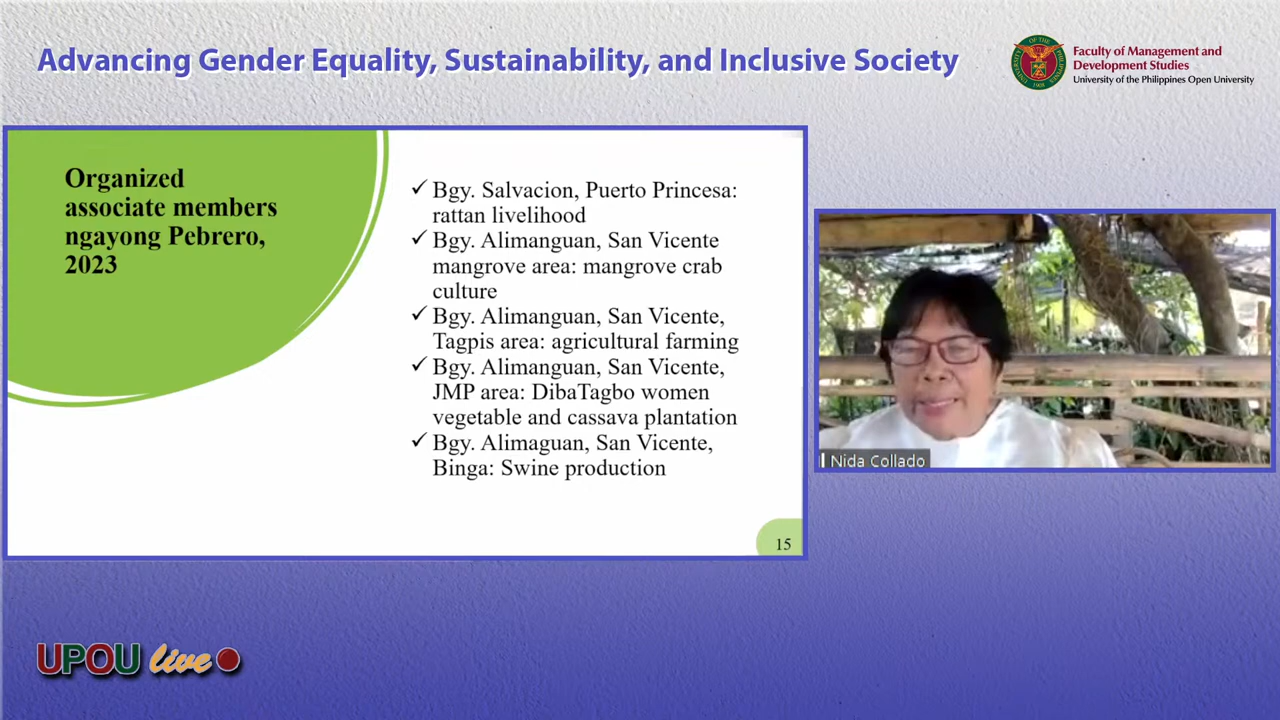 Advancing Gender Equality, Sustainability, and Inclusive Society
Faculty of Management and
Development Studies
University of the Philippines Open University
Organized
associate members
ngayong Pebrero,
2023
✓ Bgy. Salvacion, Puerto Princesa:
rattan livelihood
✓ Bgy. Alimanguan, San Vicente
mangrove area: mangrove crab
culture
✓ Bgy. Alimanguan, San Vicente,
Tagpis area: agricultural farming
✓ Bgy. Alimanguan, San Vicente,
JMP area: DibaTagbo women
vegetable and cassava plantation
✓ Bgy. Alimaguan, San Vicente,
Binga: Swine production
15
Nida Collado
UPOU live